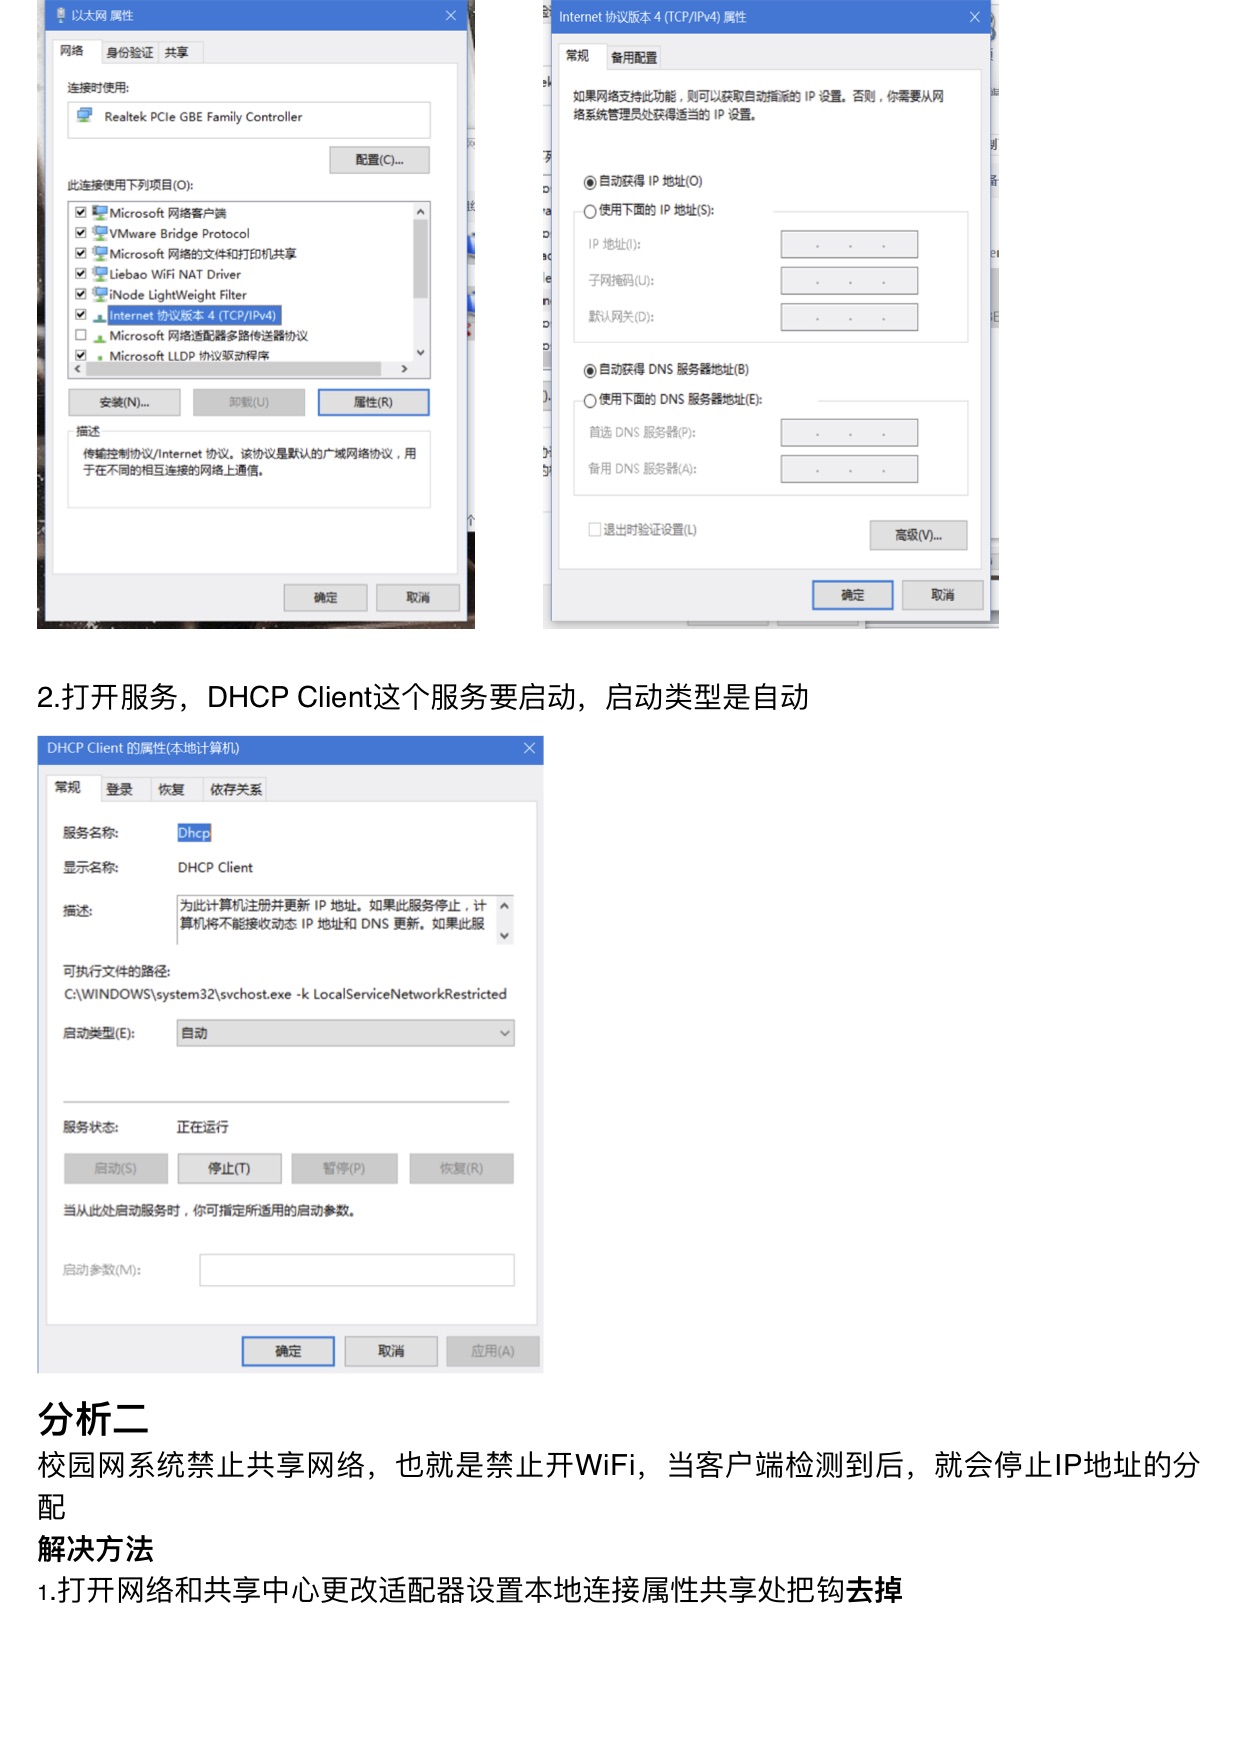 以太网 属性
网络 身份验证 共享
连接时使用:
Realtek PCIe GBE Family Controller
配置(C)...
此连接使用下列项目(O):
Microsoft 网络客户端
VMware Bridge Protocol
Microsoft 网络的文件和打印机共享
Liebao WiFi NAT Driver
iNode LightWeight Filter
Internet 协议版本 4 (TCP/IPv4)
Microsoft 网络适配器多路传送器协议
Microsoft LLDP 协议驱动程序
安装(N)... 卸载(U) 属性(R)
描述
传输控制协议/Internet 协议。该协议是默认的广域网络协议，用
于在不同的相互连接的网络上通信。
确定 取消
Internet 协议版本 4 (TCP/IPv4) 属性
常规 备用配置
如果网络支持此功能，则可以获取自动指派的 IP 设置。否则，你需要从网
络系统管理员处获得适当的 IP 设置。
自动获得 IP 地址(O)
使用下面的 IP 地址(S):
IP 地址(I):
子网掩码(U):
默认网关(D):
自动获得 DNS 服务器地址(B)
使用下面的 DNS 服务器地址(E):
首选 DNS 服务器(P):
备用 DNS 服务器(A):
退出时验证设置(L)
高级(V)...
确定 取消
2.打开服务，DHCP Client这个服务要启动，启动类型是自动
DHCP Client 的属性(本地计算机)
常规 登录 恢复 依存关系
服务名称: Dhcp
显示名称: DHCP Client
描述: 为此计算机注册并更新 IP 地址。如果此服务停止，计
算机将不能接收动态 IP 地址和 DNS 更新。如果此服
可执行文件的路径:
C:\WINDOWS\system32\svchost.exe -k LocalServiceNetworkRestricted
启动类型(E): 自动
服务状态: 正在运行
启动(S) 停止(T) 暂停(P) 恢复(R)
当从此处启动服务时，你可指定所适用的启动参数。
启动参数(M):
确定 取消 应用(A)
分析二
校园网系统禁止共享网络，也就是禁止开WiFi，当客户端检测到后，就会停止IP地址的分
配
解决方法
1.打开网络和共享中心更改适配器设置本地连接属性共享处把钩去掉